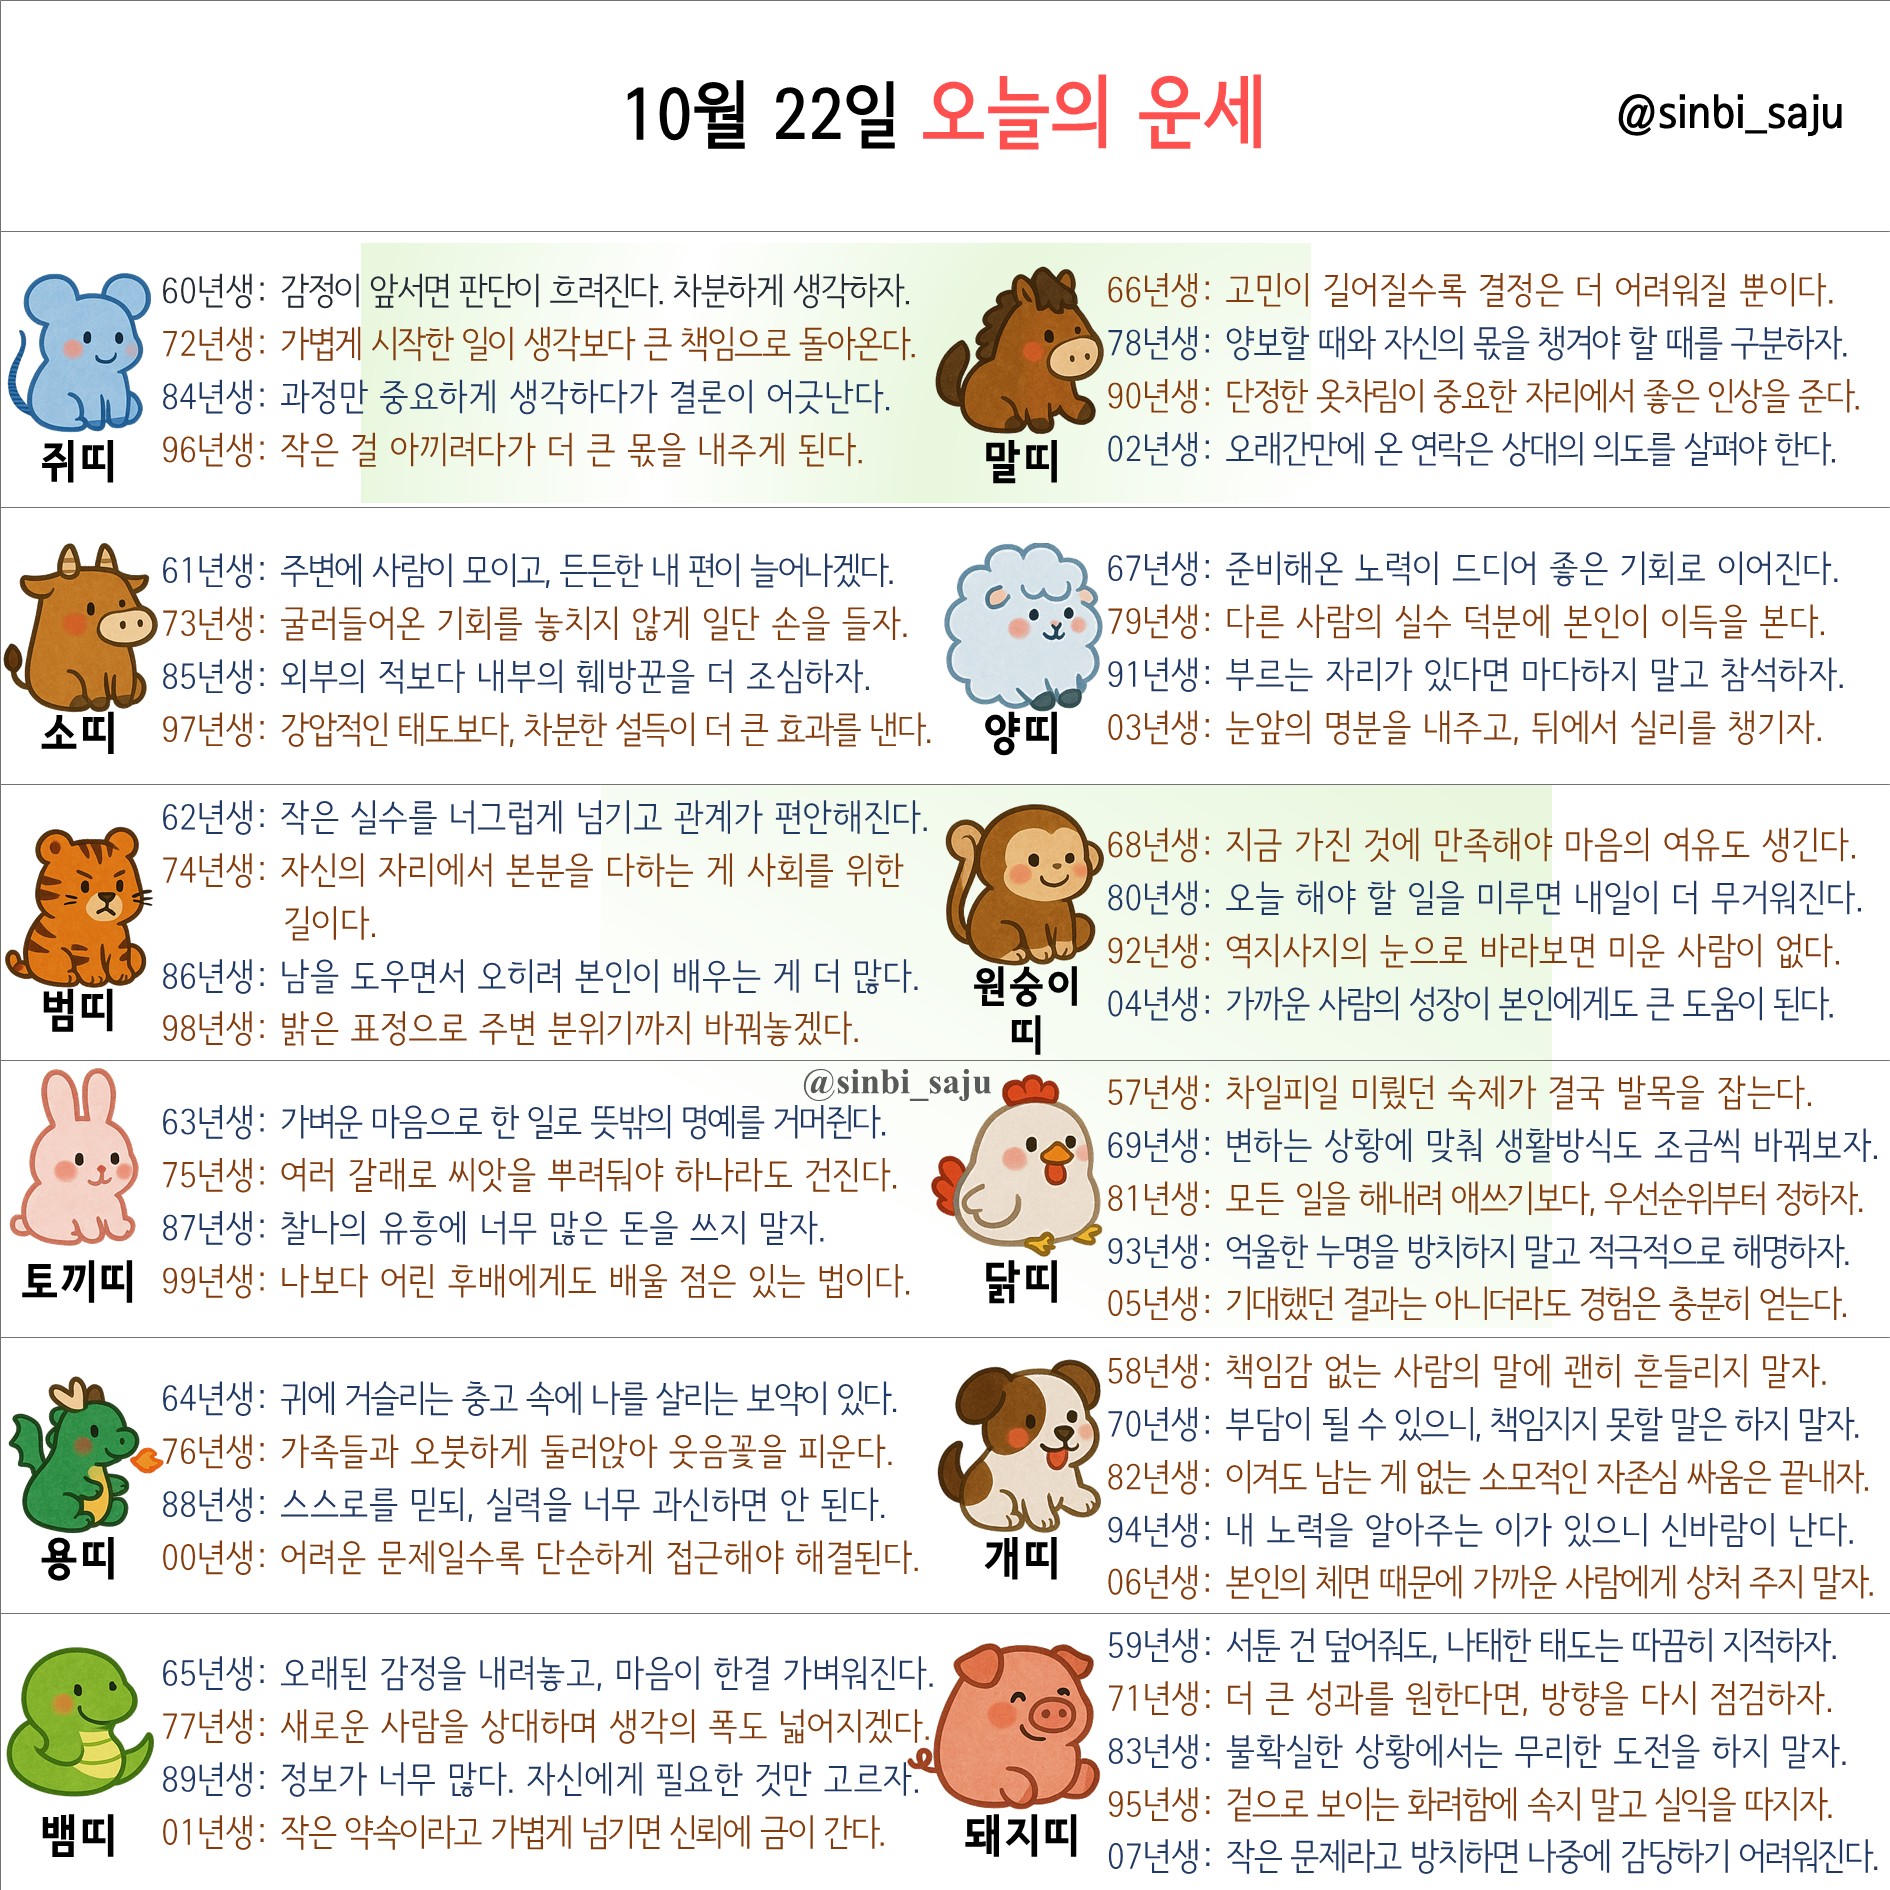 10월 22일 오늘의 운세
@sinbi_saju
60년생: 감정이 앞서면 판단이 흐려진다. 차분하게 생각하자.
72년생: 가볍게 시작한 일이 생각보다 큰 책임으로 돌아온다.
84년생: 과정만 중요하게 생각하다가 결론이 어긋난다.
96년생: 작은 걸 아끼려다가 더 큰 몫을 내주게 된다.
쥐띠
66년생: 고민이 길어질수록 결정은 더 어려워질 뿐이다.
78년생: 양보할 때와 자신의 몫을 챙겨야 할 때를 구분하자.
90년생: 단정한 옷차림이 중요한 자리에서 좋은 인상을 준다.
02년생: 오래간만에 온 연락은 상대의 의도를 살펴야 한다.
말띠
61년생: 주변에 사람이 모이고, 든든한 내 편이 늘어나겠다.
73년생: 굴러들어온 기회를 놓치지 않게 일단 손을 들자.
85년생: 외부의 적보다 내부의 훼방꾼을 더 조심하자.
97년생: 강압적인 태도보다, 차분한 설득이 더 큰 효과를 낸다.
소띠
67년생: 준비해온 노력이 드디어 좋은 기회로 이어진다.
79년생: 다른 사람의 실수 덕분에 본인이 이득을 본다.
91년생: 부르는 자리가 있다면 마다하지 말고 참석하자.
03년생: 눈앞의 명분을 내주고, 뒤에서 실리를 챙기자.
양띠
62년생: 작은 실수를 너그럽게 넘기고 관계가 편안해진다.
74년생: 자신의 자리에서 본분을 다하는 게 사회를 위한
길이다.
86년생: 남을 도우면서 오히려 본인이 배우는 게 더 많다.
98년생: 밝은 표정으로 주변 분위기까지 바꿔놓겠다.
범띠
68년생: 지금 가진 것에 만족해야 마음의 여유도 생긴다.
80년생: 오늘 해야 할 일을 미루면 내일이 더 무거워진다.
92년생: 역지사지의 눈으로 바라보면 미운 사람이 없다.
04년생: 가까운 사람의 성장이 본인에게도 큰 도움이 된다.
원숭이
띠
@sinbi_saju
63년생: 가벼운 마음으로 한 일로 뜻밖의 명예를 거머쥔다.
75년생: 여러 갈래로 씨앗을 뿌려둬야 하나라도 건진다.
87년생: 찰나의 유흥에 너무 많은 돈을 쓰지 말자.
99년생: 나보다 어린 후배에게도 배울 점은 있는 법이다.
토끼띠
57년생: 차일피일 미뤘던 숙제가 결국 발목을 잡는다.
69년생: 변하는 상황에 맞춰 생활방식도 조금씩 바꿔보자.
81년생: 모든 일을 해내려 애쓰기보다, 우선순위부터 정하자.
93년생: 억울한 누명을 방치하지 말고 적극적으로 해명하자.
05년생: 기대했던 결과는 아니더라도 경험은 충분히 얻는다.
닭띠
64년생: 귀에 거슬리는 충고 속에 나를 살리는 보약이 있다.
76년생: 가족들과 오붓하게 둘러앉아 웃음꽃을 피운다.
88년생: 스스로를 믿되, 실력을 너무 과신하면 안 된다.
00년생: 어려운 문제일수록 단순하게 접근해야 해결된다.
용띠
58년생: 책임감 없는 사람의 말에 괜히 흔들리지 말자.
70년생: 부담이 될 수 있으니, 책임지지 못할 말은 하지 말자.
82년생: 이겨도 남는 게 없는 소모적인 자존심 싸움은 끝내자.
94년생: 내 노력을 알아주는 이가 있으니 신바람이 난다.
06년생: 본인의 체면 때문에 가까운 사람에게 상처 주지 말자.
개띠
65년생: 오래된 감정을 내려놓고, 마음이 한결 가벼워진다.
77년생: 새로운 사람을 상대하며 생각의 폭도 넓어지겠다.
89년생: 정보가 너무 많다. 자신에게 필요한 것만 고르자.
01년생: 작은 약속이라고 가볍게 넘기면 신뢰에 금이 간다.
뱀띠
59년생: 서툰 건 덮어줘도, 나태한 태도는 따끔히 지적하자.
71년생: 더 큰 성과를 원한다면, 방향을 다시 점검하자.
83년생: 불확실한 상황에서는 무리한 도전을 하지 말자.
95년생: 겉으로 보이는 화려함에 속지 말고 실익을 따지자.
07년생: 작은 문제라고 방치하면 나중에 감당하기 어려워진다.
돼지띠